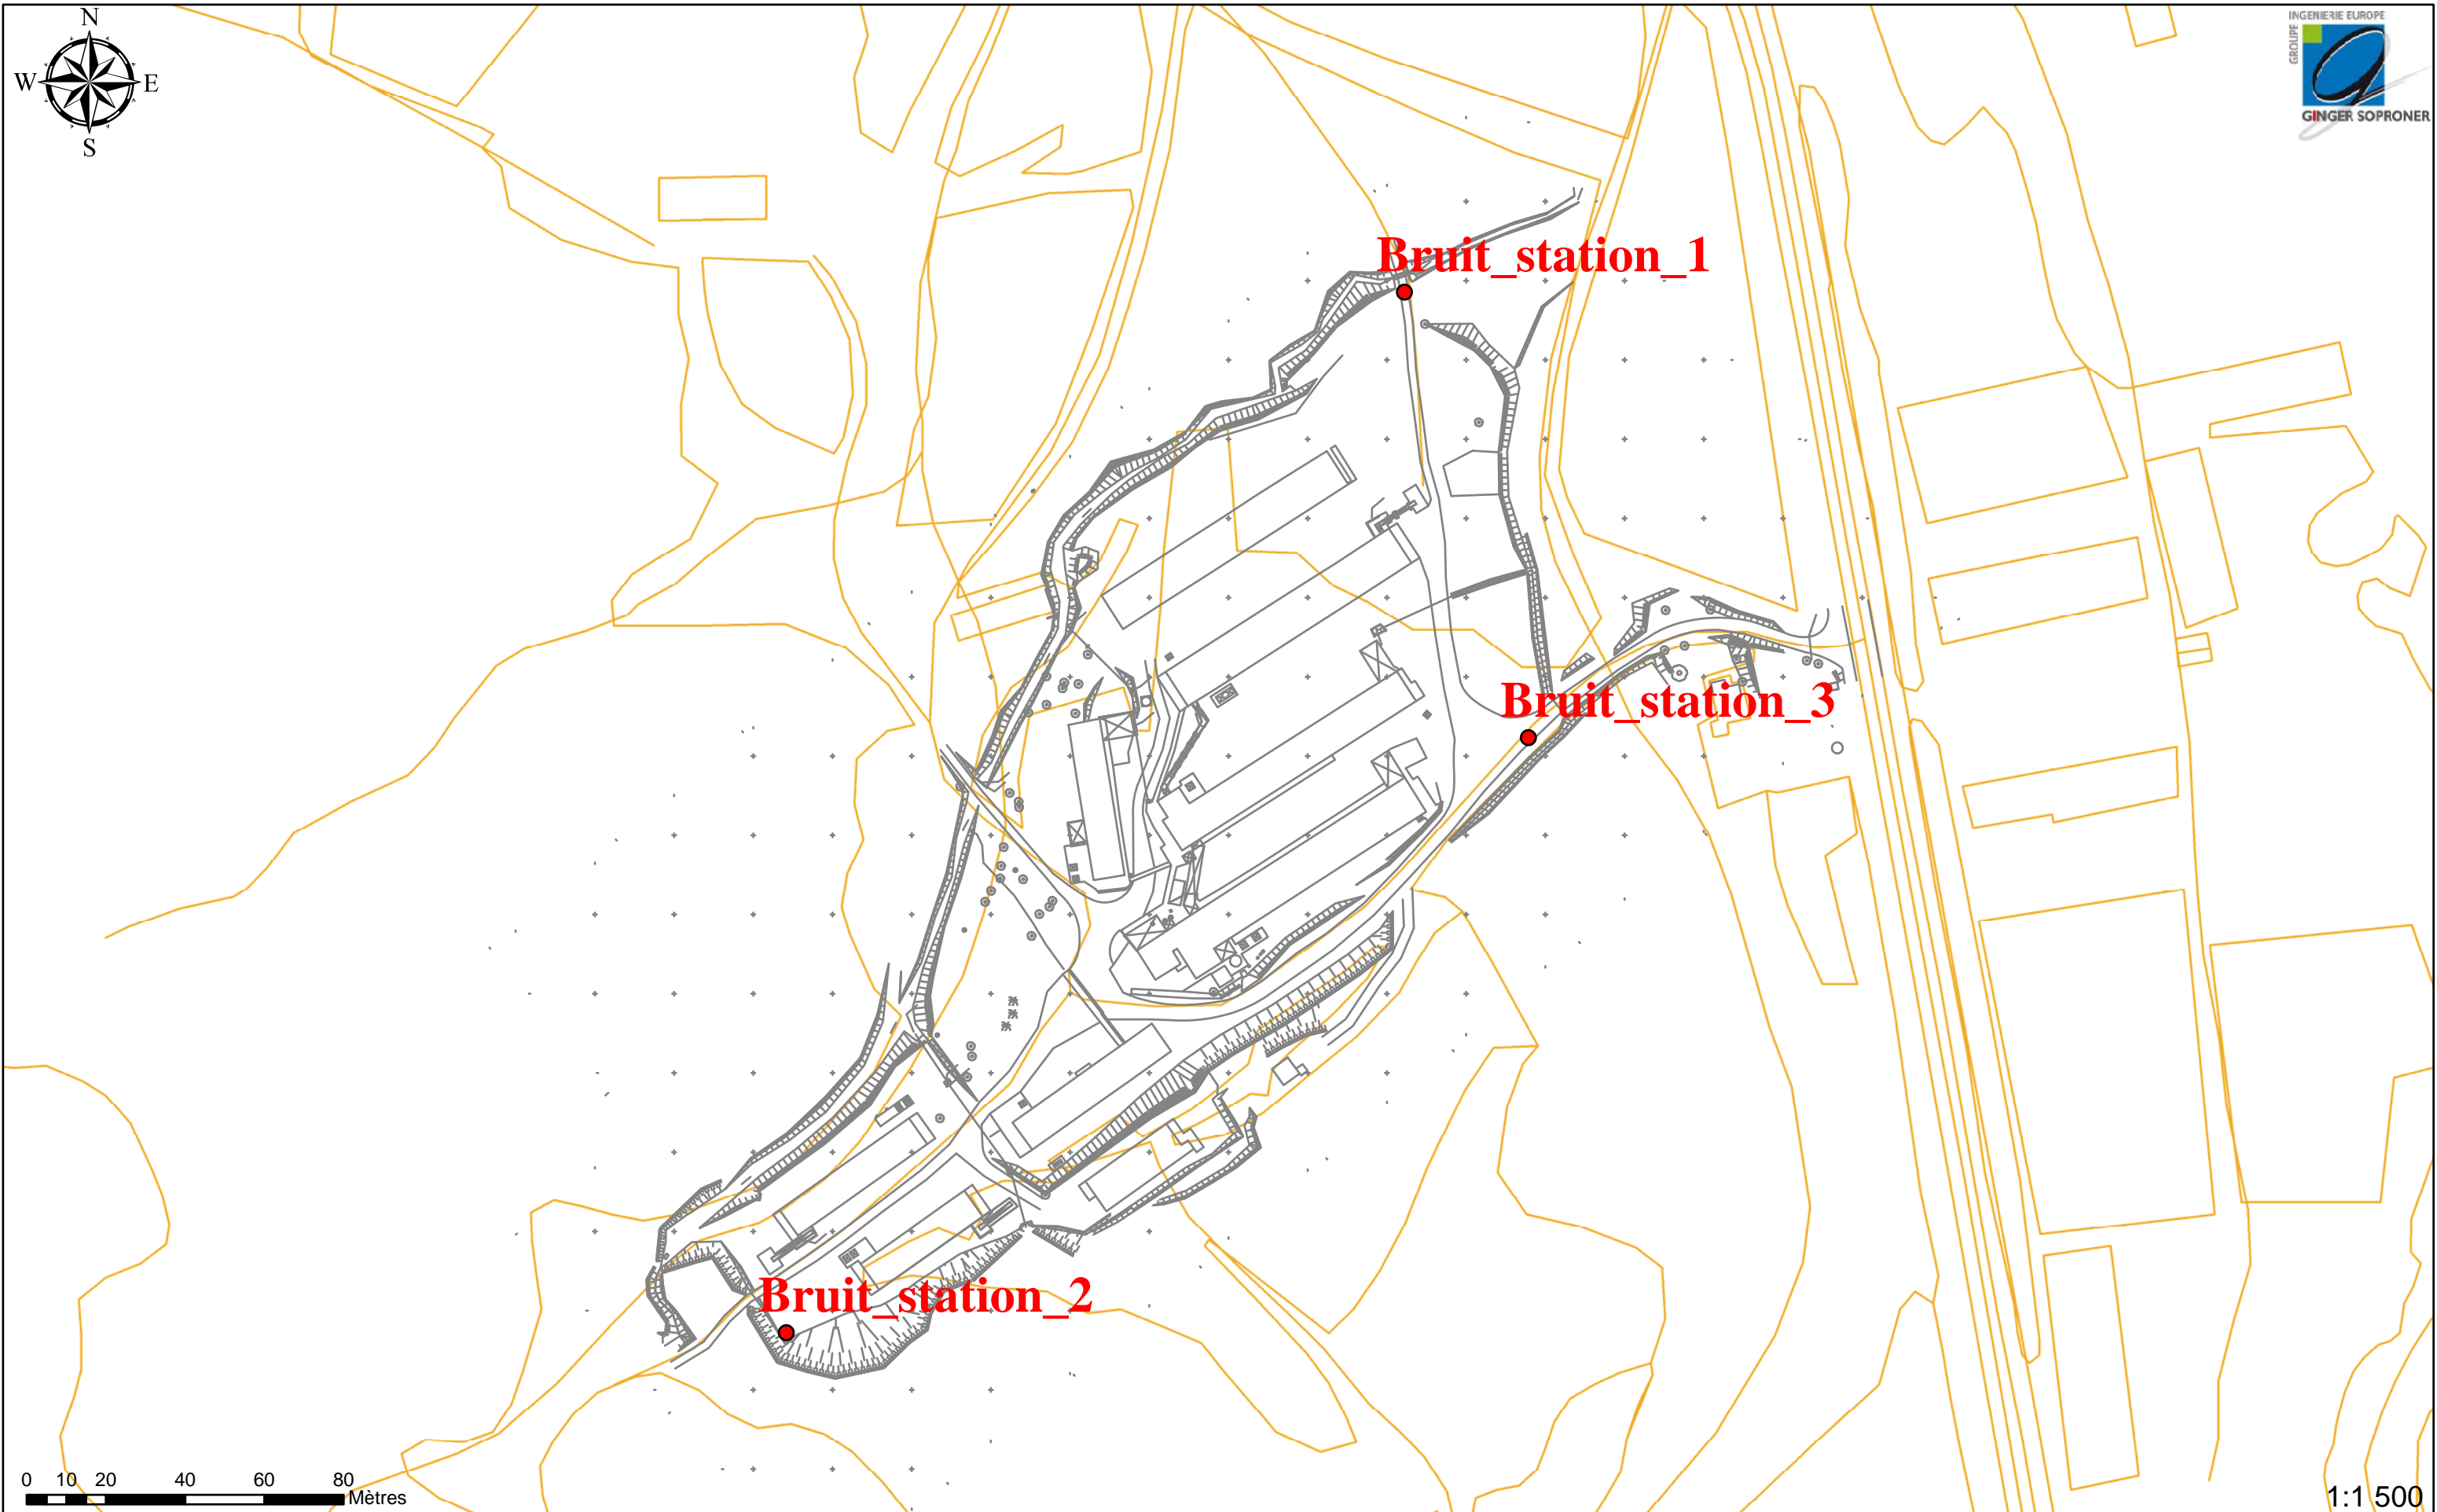 N
W E
S
GROUPE
INGENIERIE EUROPE
GINGER SOPRONER
Bruit_station_1
Bruit_station_3
Bruit_station_2
0 10 20 40 60 80
Mètres
1:1 500